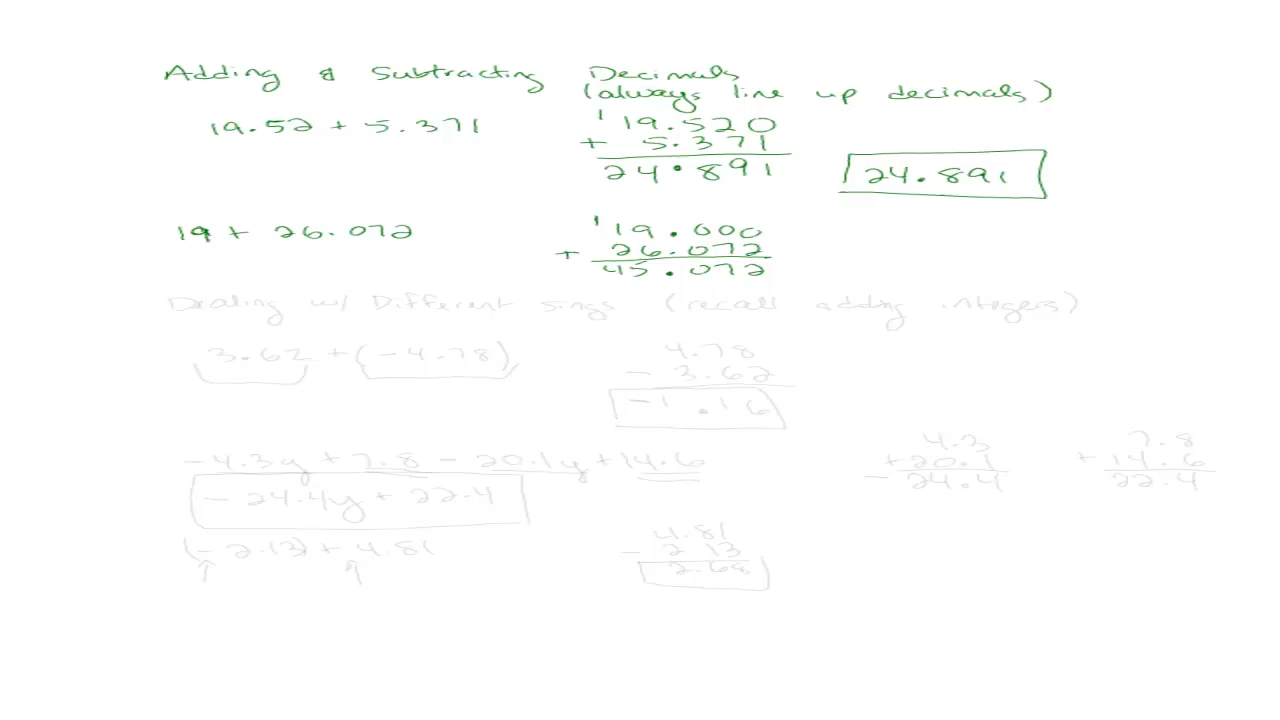 Adding & Subtracting Decimals
(always line up decimals)
19.52 + 5.371
1
19.520
+ 5.371
24.891
24.891
19 + 26.072
1
19.000
+ 26.072
45.072
Dealing w/ Different sings (recall adding integers)
3.62 + (-4.78)
4.78
- 3.62
-1.16
-4.3y + 7.8 - 20.1y + 14.6
4.3
+ 20.1
- 24.4
7.8
+ 14.6
22.4
- 24.4y + 22.4
(-2.13) + 4.81
4.81
- 2 13
2.68